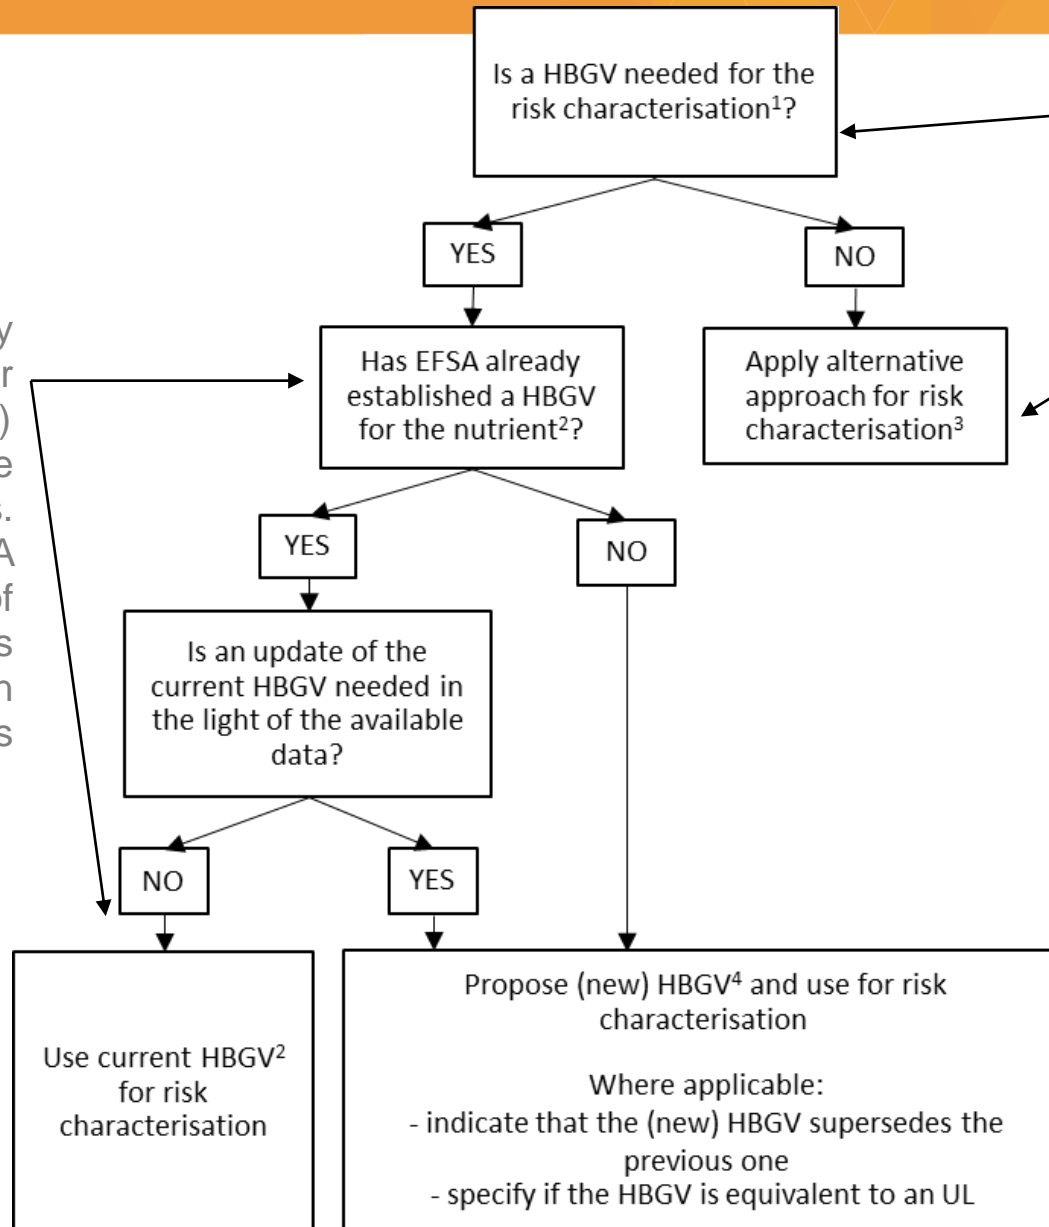 Is a HBGV needed for the
risk characterisation¹?
YES
NO
y
r
)
e
s.
A
of
s
n
s
Has EFSA already
established a HBGV
for the nutrient²?
Apply alternative
approach for risk
characterisation³
YES
NO
Is an update of the
current HBGV needed in
the light of the available
data?
NO
YES
Use current HBGV²
for risk
characterisation
Propose (new) HBGV⁴ and use for risk
characterisation
Where applicable:
- indicate that the (new) HBGV supersedes the
previous one
- specify if the HBGV is equivalent to an UL